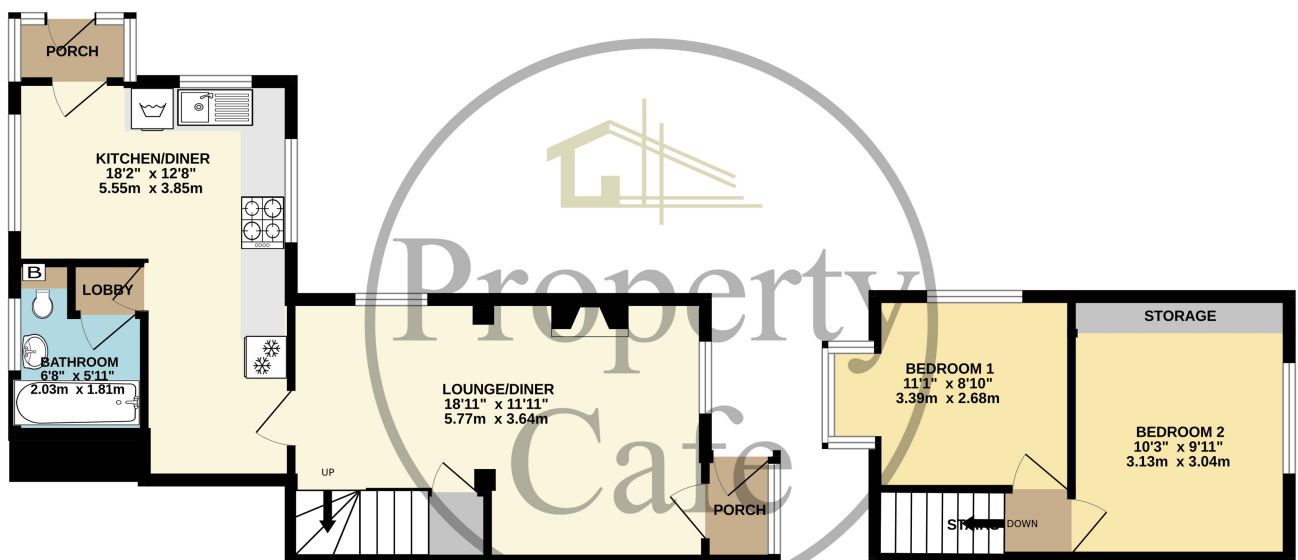 PORCH
KITCHEN/DINER
18'2" x 12'8"
5.55m x 3.85m
B
LOBBY
BATHROOM
6'8" x 5'11"
2.03m x 1.81m
UP
LOUNGE/DINER
18'11" x 11'11"
5.77m x 3.64m
PORCH
Property
Cafe
BEDROOM 1
11'1" x 8'10"
3.39m x 2.68m
STORAGE
BEDROOM 2
10'3" x 9'11"
3.13m x 3.04m
STAIRS
DOWN